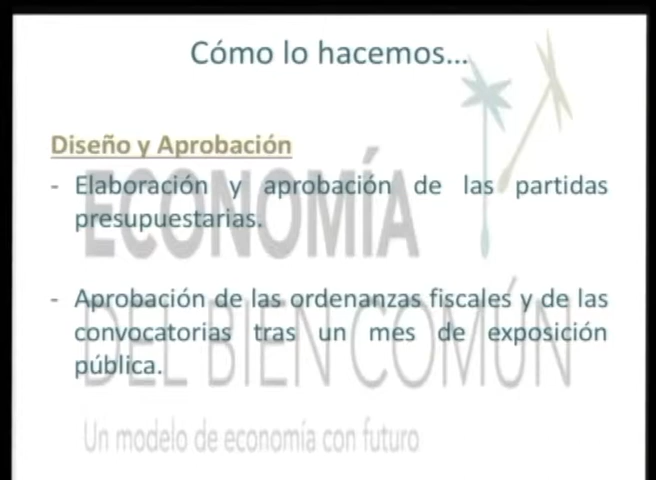 Cómo lo hacemos...
Diseño y Aprobación
- Elaboración y aprobación de las partidas
presupuestarias.
ECONOMÍA
- Aprobación de las ordenanzas fiscales y de las
convocatorias tras un mes de exposición
pública.
DEL BIEN COMÚN
Un modelo de economía con futuro